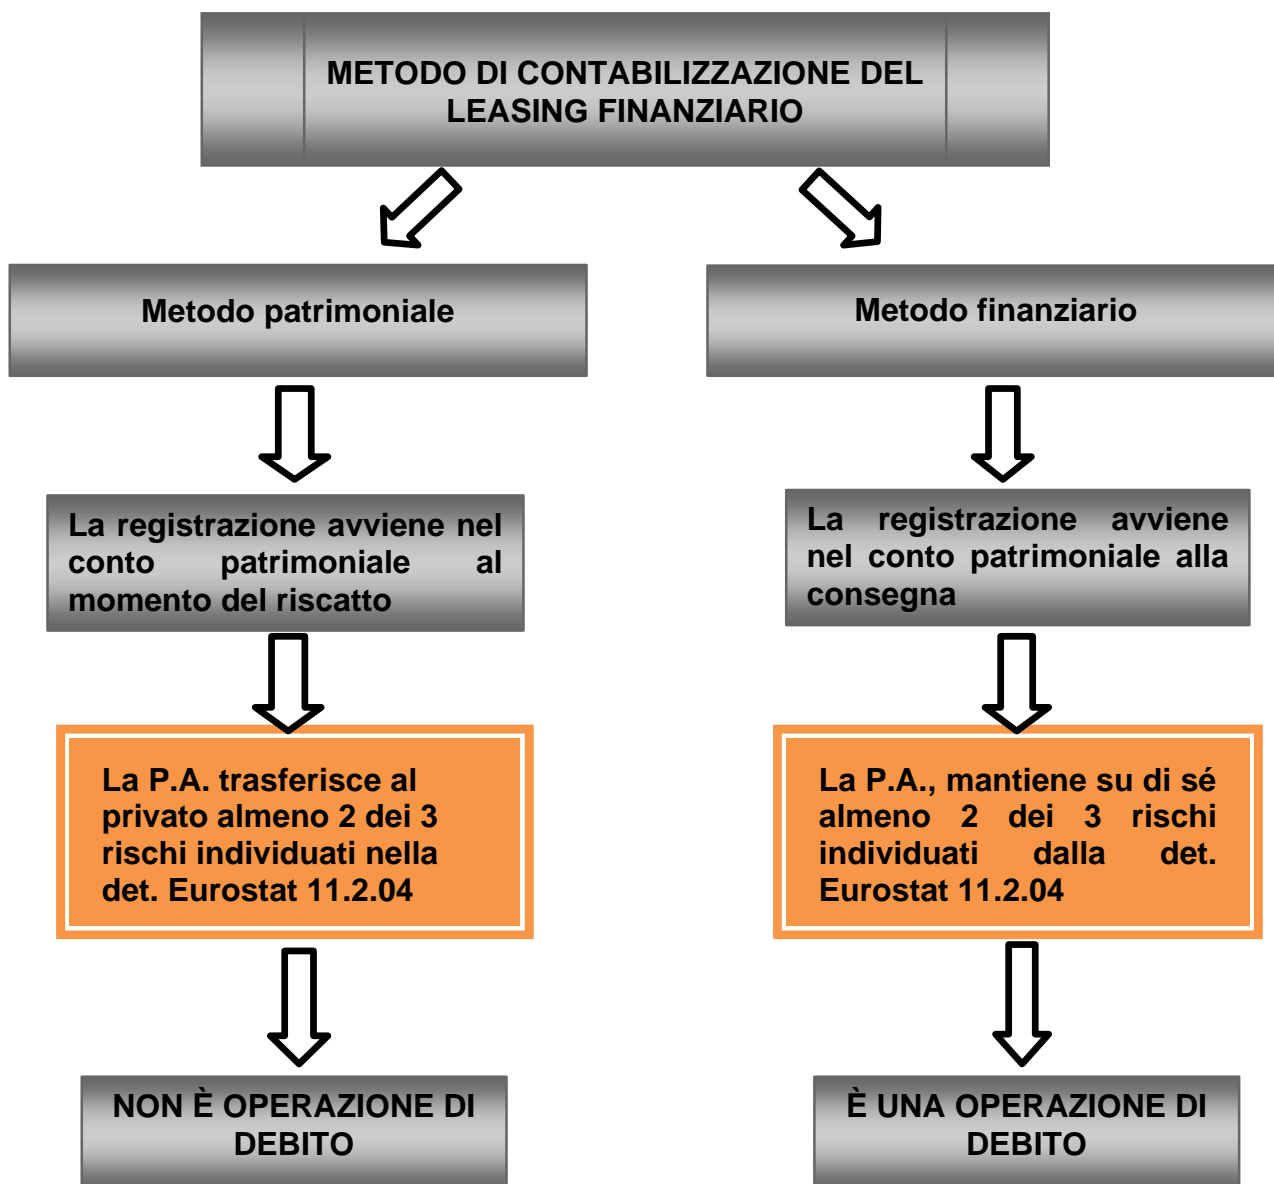 METODO DI CONTABILIZZAZIONE DEL
LEASING FINANZIARIO
Metodo patrimoniale
Metodo finanziario
La registrazione avviene nel
conto patrimoniale al
momento del riscatto
La registrazione avviene
nel conto patrimoniale alla
consegna
La P.A. trasferisce al
privato almeno 2 dei 3
rischi individuati nella
det. Eurostat 11.2.04
La P.A., mantiene su di sé
almeno 2 dei 3 rischi
individuati dalla det.
Eurostat 11.2.04
NON È OPERAZIONE DI
DEBITO
È UNA OPERAZIONE DI
DEBITO